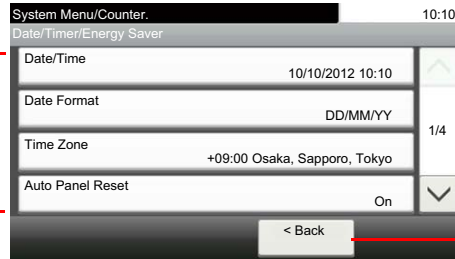 System Menu/Counter.
10:10
Date/Timer/Energy Saver
Date/Time
10/10/2012 10:10
Date Format
DD/MM/YY
1/4
Time Zone
+09:00 Osaka, Sapporo, Tokyo
Auto Panel Reset
On
< Back